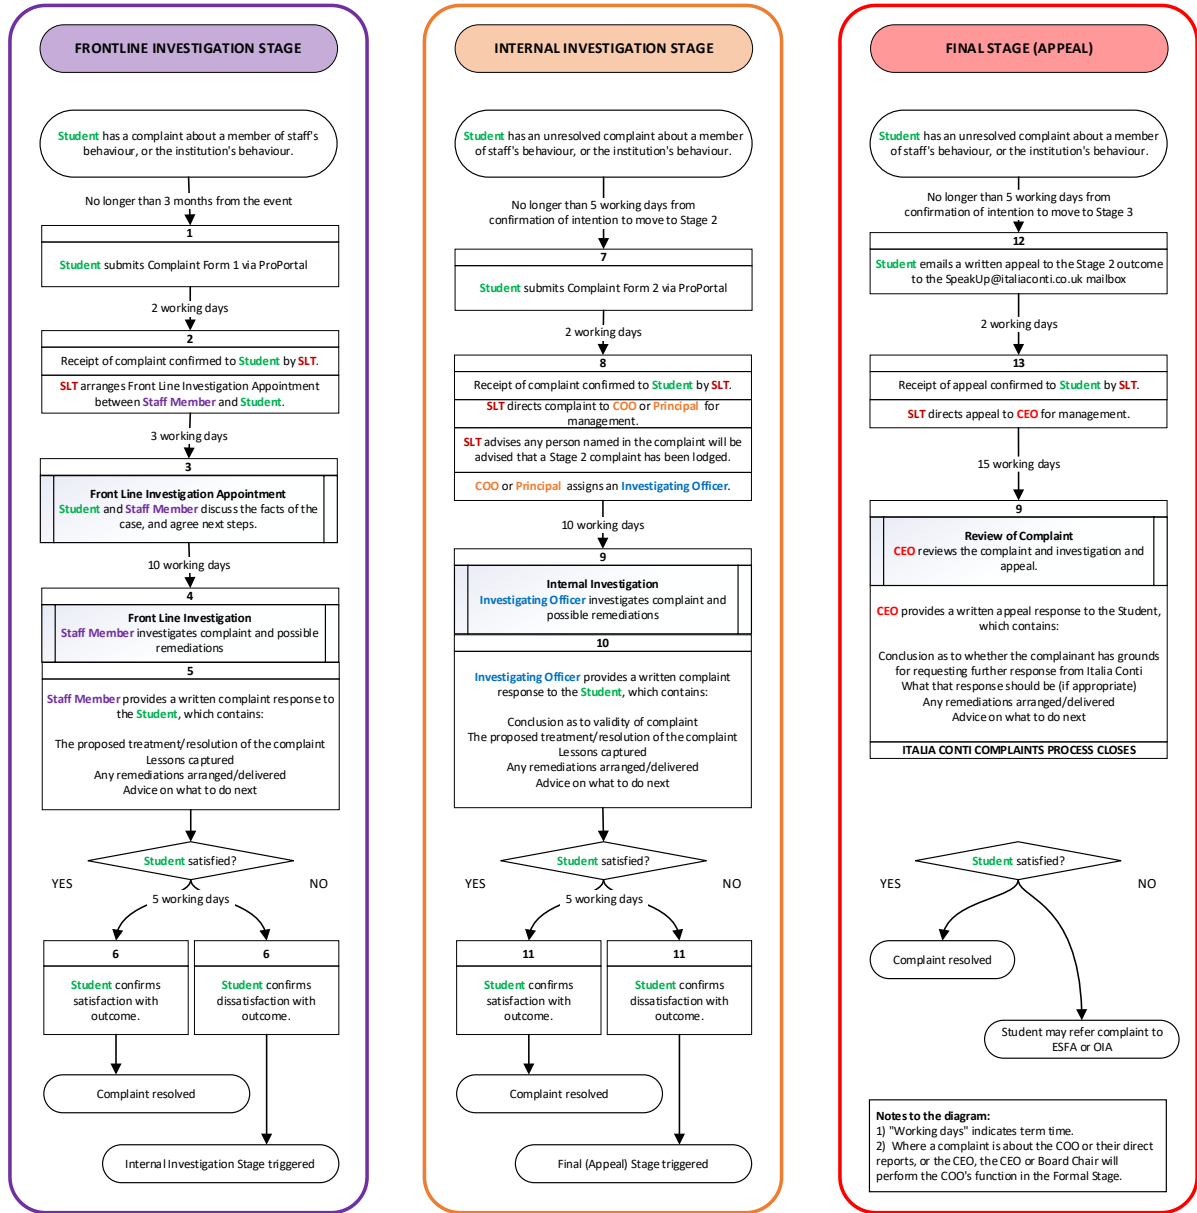 FRONTLINE INVESTIGATION STAGE
Student has a complaint about a member of staff's
behaviour, or the institution's behaviour.
No longer than 3 months from the event
1
Student submits Complaint Form 1 via ProPortal
2 working days
2
Receipt of complaint confirmed to Student by SLT.
SLT arranges Front Line Investigation Appointment
between Staff Member and Student.
3 working days
3
Front Line Investigation Appointment
Student and Staff Member discuss the facts of the
case, and agree next steps.
10 working days
4
Front Line Investigation
Staff Member investigates complaint and possible
remediations
5
Staff Member provides a written complaint response to
the Student, which contains:
The proposed treatment/resolution of the complaint
Lessons captured
Any remediations arranged/delivered
Advice on what to do next
Student satisfied?
YES
NO
5 working days
6
Student confirms
satisfaction with
outcome.
6
Student confirms
dissatisfaction with
outcome.
Complaint resolved
Internal Investigation Stage triggered
INTERNAL INVESTIGATION STAGE
Student has an unresolved complaint about a member
of staff's behaviour, or the institution's behaviour.
No longer than 5 working days from
confirmation of intention to move to Stage 2
7
Student submits Complaint Form 2 via ProPortal
2 working days
8
Receipt of complaint confirmed to Student by SLT.
SLT directs complaint to COO or Principal for
management.
SLT advises any person named in the complaint will be
advised that a Stage 2 complaint has been lodged.
COO or Principal assigns an Investigating Officer.
10 working days
9
Internal Investigation
Investigating Officer investigates complaint and
possible remediations
10
Investigating Officer provides a written complaint
response to the Student, which contains:
Conclusion as to validity of complaint
The proposed treatment/resolution of the complaint
Lessons captured
Any remediations arranged/delivered
Advice on what to do next
Student satisfied?
YES
NO
5 working days
11
Student confirms
satisfaction with
outcome.
11
Student confirms
dissatisfaction with
outcome.
Complaint resolved
Final (Appeal) Stage triggered
FINAL STAGE (APPEAL)
Student has an unresolved complaint about a member
of staff's behaviour, or the institution's behaviour.
No longer than 5 working days from
confirmation of intention to move to Stage 3
12
Student emails a written appeal to the Stage 2 outcome
to the SpeakUp@italiaconti.co.uk mailbox
2 working days
13
Receipt of appeal confirmed to Student by SLT.
SLT directs appeal to CEO for management.
15 working days
9
Review of Complaint
CEO reviews the complaint and investigation and
appeal.
CEO provides a written appeal response to the Student,
which contains:
Conclusion as to whether the complainant has grounds
for requesting further response from Italia Conti
What that response should be (if appropriate)
Any remediations arranged/delivered
Advice on what to do next
ITALIA CONTI COMPLAINTS PROCESS CLOSES
Student satisfied?
YES
NO
Complaint resolved
Student may refer complaint to
ESFA or OIA
Notes to the diagram:
1) "Working days" indicates term time.
2) Where a complaint is about the COO or their direct
reports, or the CEO, the CEO or Board Chair will
perform the COO's function in the Formal Stage.